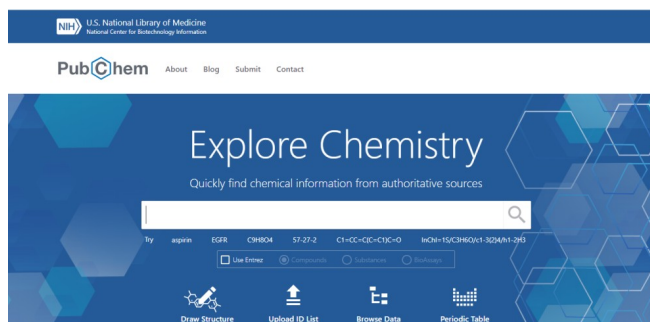 NIH U.S. National Library of Medicine
National Center for Biotechnology Information
PubChem About Blog Submit Contact
Explore Chemistry
Quickly find chemical information from authoritative sources
Try aspirin EGFR C9H8O4 57-27-2 C1=CC=C(C=C1)C=O InChI=1S/C3H6O/c1-3(2)4/h1-2H3
Use Entrez Compounds Substances BioAssays
Draw Structure Upload ID List Browse Data Periodic Table